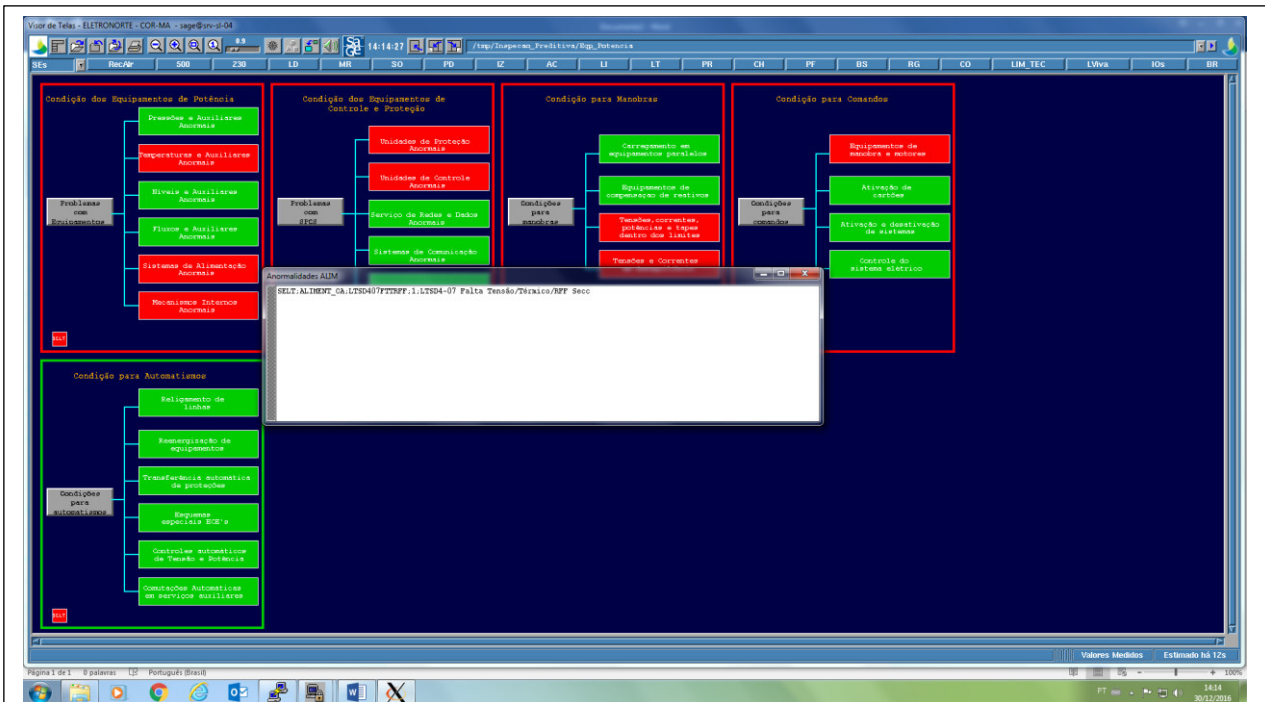 Visor de Telas - ELETRONORTE - COR-MA - sage@srv-sl-04
0.5
14:14:27
/tmp/Inspecao_Preditiva/Eqp_Potencia
SEs RecAr 500 230 LD MR SO PD IZ AC LI LT PR CH PF BS RG CO LIM_TEC LViva IOs BR
Condição dos Equipamentos de Potência
Pressões e Auxiliares
Anormais
Temperaturas e Auxiliares
Anormais
Níveis e Auxiliares
Anormais
Problemas
com
Equipamentos
Fluxos e Auxiliares
Anormais
Sistemas de Alimentação
Anormais
Mecanismos Internos
Anormais
SELT
Condição dos Equipamentos de
Controle e Proteção
Unidades de Proteção
Anormais
Unidades de Controle
Anormais
Problemas
com
SPCS
Serviço de Redes e Dados
Anormais
Sistemas de Comunicação
Anormais
Condição para Manobras
Carregamento em
equipamentos paralelos
Equipamentos de
compensaçao de reativos
Condições
para
manobras
Tensões,correntes,
potências e tapes
dentro dos limites
Tensões e Correntes
Condição para Comandos
Equipamentos de
manobra e motores
Ativação de
cartões
Condições
para
comandos
Ativação e desativação
de sistemas
Controle do
sistema elétrico
Anormalidades ALIM
SELT;ALIMENT_CA;LTSD407FTTRFF;1;LTSD4-07 Falta Tensão/Térmico/RFF Secc
Condição para Automatismos
Religamento de
linhas
Reenergização de
equipamentos
Transferência automática
de proteções
Condições
para
automatismos
Esquemas
especiais ECE's
Controles automáticos
de Tensão e Potência
Comutações Automáticas
em serviços auxiliares
SELT
Valores Medidos Estimado há 12s
Página 1 de 1 0 palavras Português (Brasil) 100%
PT 14:14
30/12/2016